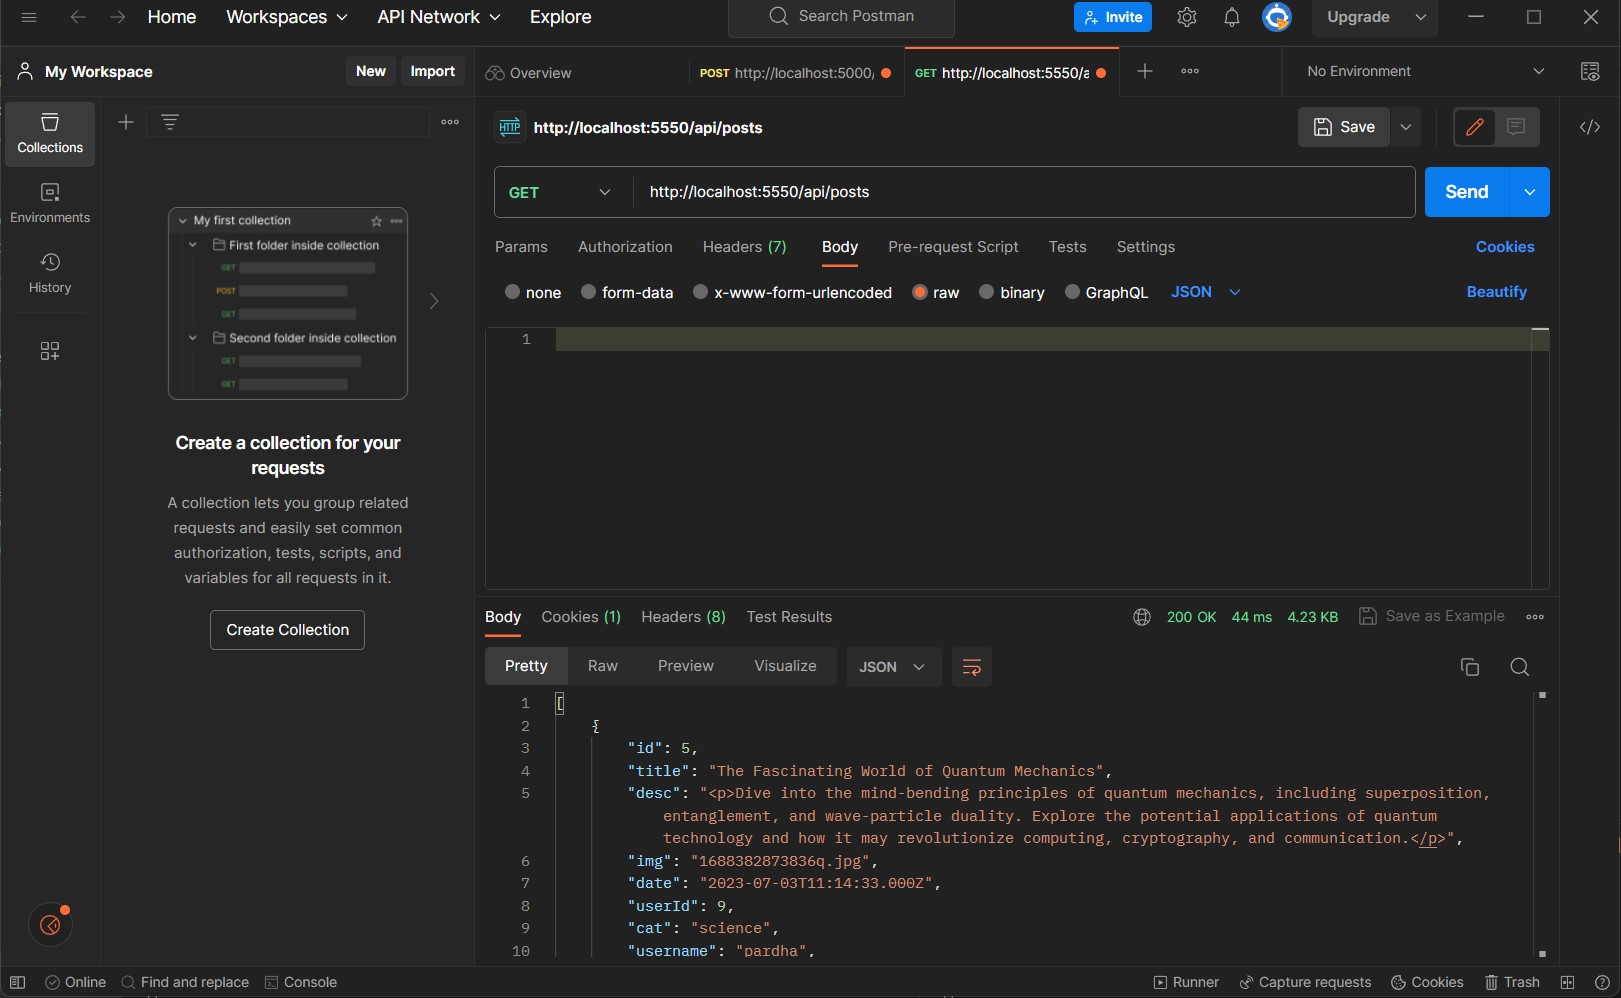 Home Workspaces API Network Explore Search Postman Invite Upgrade
My Workspace New Import Overview POST http://localhost:5000/ GET http://localhost:5550/a No Environment
Collections
Environments
History
My first collection
First folder inside collection
GET
POST
GET
Second folder inside collection
GET
GET
Create a collection for your
requests
A collection lets you group related
requests and easily set common
authorization, tests, scripts, and
variables for all requests in it.
Create Collection
HTTP http://localhost:5550/api/posts Save
GET http://localhost:5550/api/posts Send
Params Authorization Headers (7) Body Pre-request Script Tests Settings Cookies
none form-data x-www-form-urlencoded raw binary GraphQL JSON Beautify
1
Body Cookies (1) Headers (8) Test Results 200 OK 44 ms 4.23 KB Save as Example
Pretty Raw Preview Visualize JSON
1 [
2 {
3 "id": 5,
4 "title": "The Fascinating World of Quantum Mechanics",
5 "desc": "<p>Dive into the mind-bending principles of quantum mechanics, including superposition,
entanglement, and wave-particle duality. Explore the potential applications of quantum
technology and how it may revolutionize computing, cryptography, and communication.</p>",
6 "img": "1688382873836q.jpg",
7 "date": "2023-07-03T11:14:33.000Z",
8 "userId": 9,
9 "cat": "science",
10 "username": "pardha",
Online Find and replace Console Runner Capture requests Cookies Trash